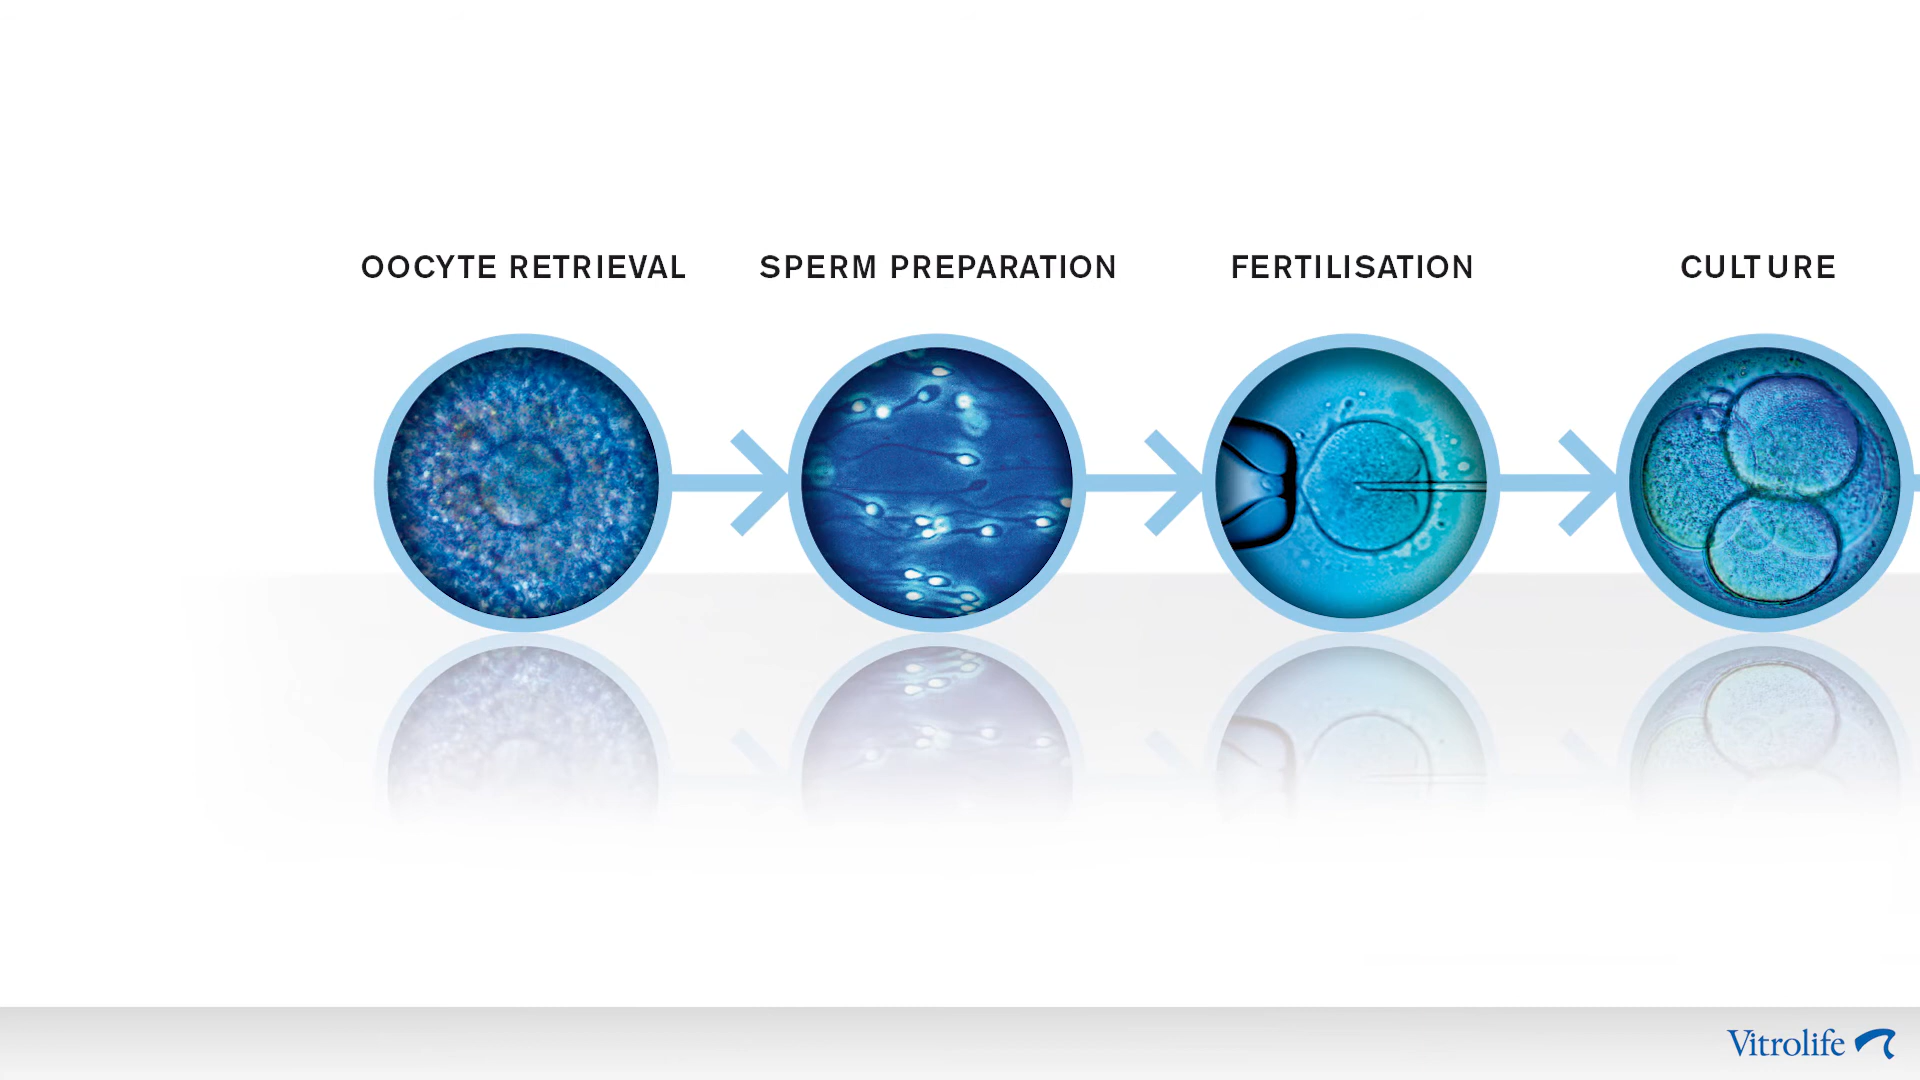 OOCYTE RETRIEVAL
SPERM PREPARATION
FERTILISATION
CULTURE
Vitrolife